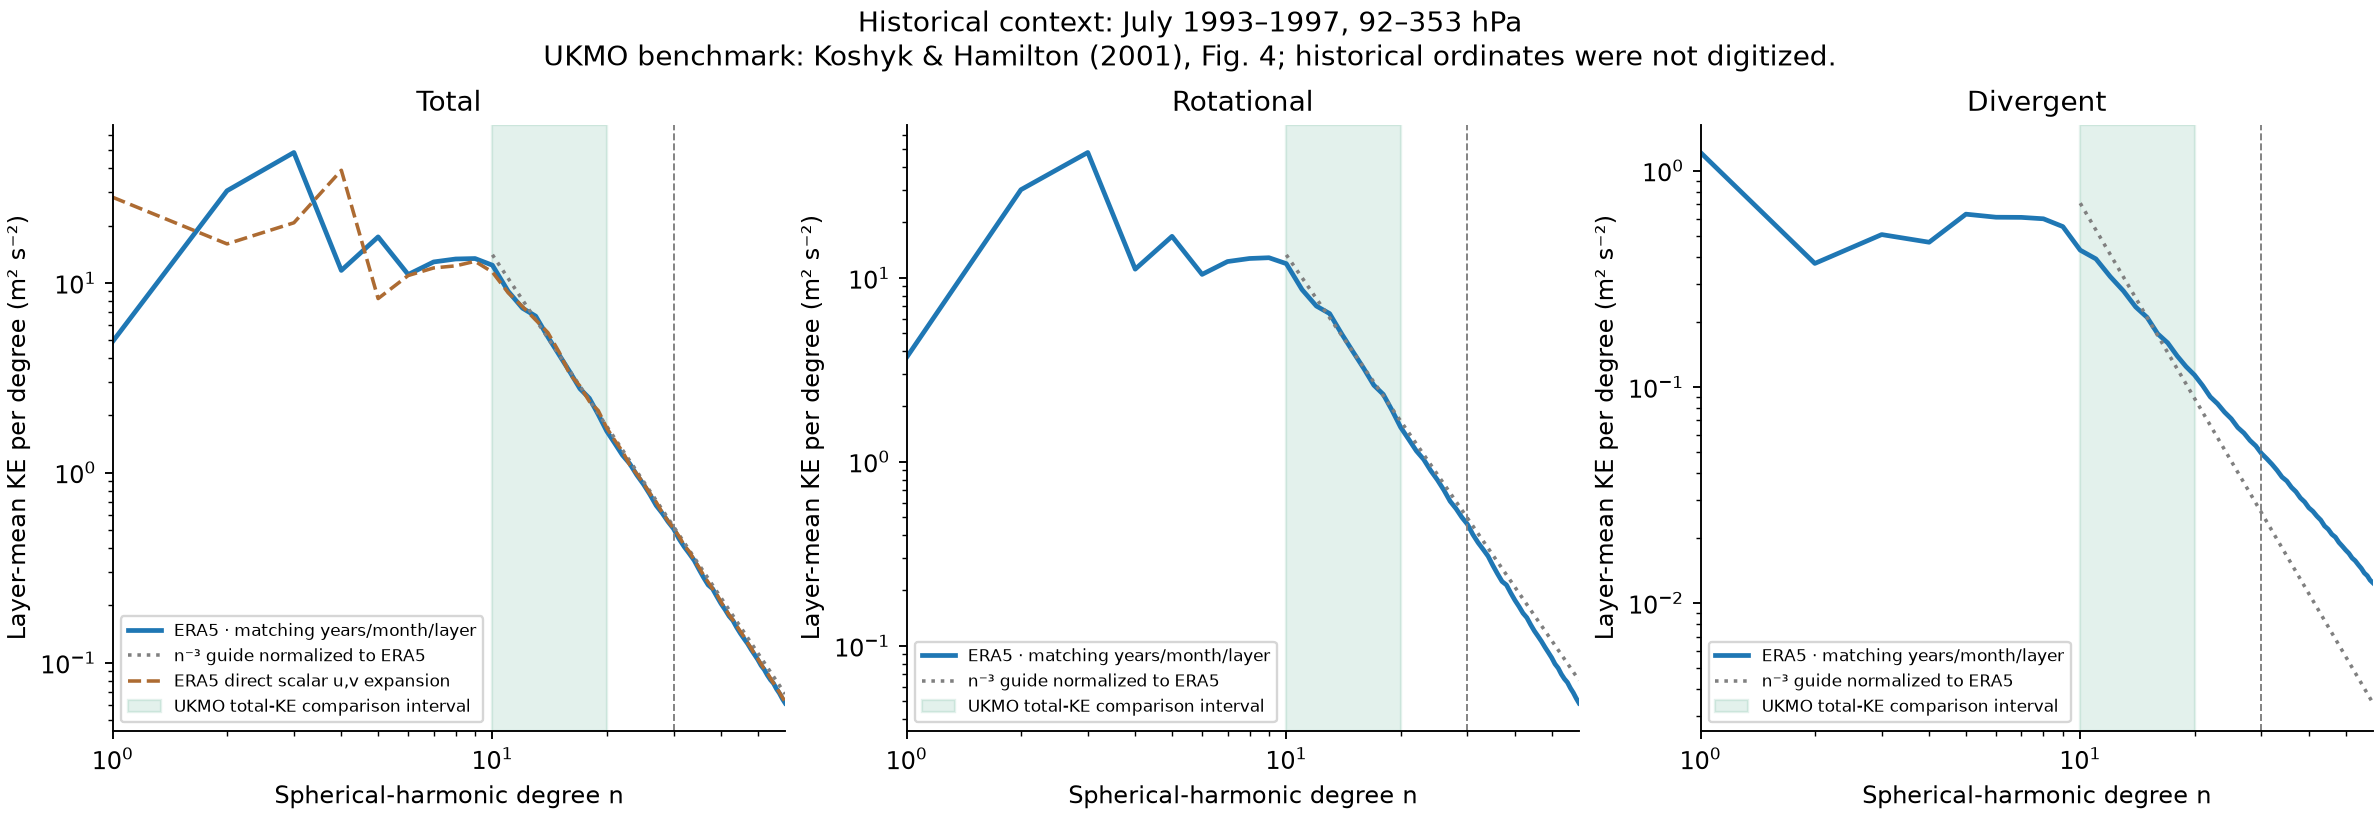 Historical context: July 1993–1997, 92–353 hPa
UKMO benchmark: Koshyk & Hamilton (2001), Fig. 4; historical ordinates were not digitized.
Total
Layer-mean KE per degree (m² s⁻²)
10¹
10⁰
10⁻¹
ERA5 · matching years/month/layer
n⁻³ guide normalized to ERA5
ERA5 direct scalar u,v expansion
UKMO total-KE comparison interval
10⁰
10¹
Spherical-harmonic degree n
Rotational
Layer-mean KE per degree (m² s⁻²)
10¹
10⁰
10⁻¹
ERA5 · matching years/month/layer
n⁻³ guide normalized to ERA5
UKMO total-KE comparison interval
10⁰
10¹
Spherical-harmonic degree n
Divergent
Layer-mean KE per degree (m² s⁻²)
10⁰
10⁻¹
10⁻²
ERA5 · matching years/month/layer
n⁻³ guide normalized to ERA5
UKMO total-KE comparison interval
10⁰
10¹
Spherical-harmonic degree n